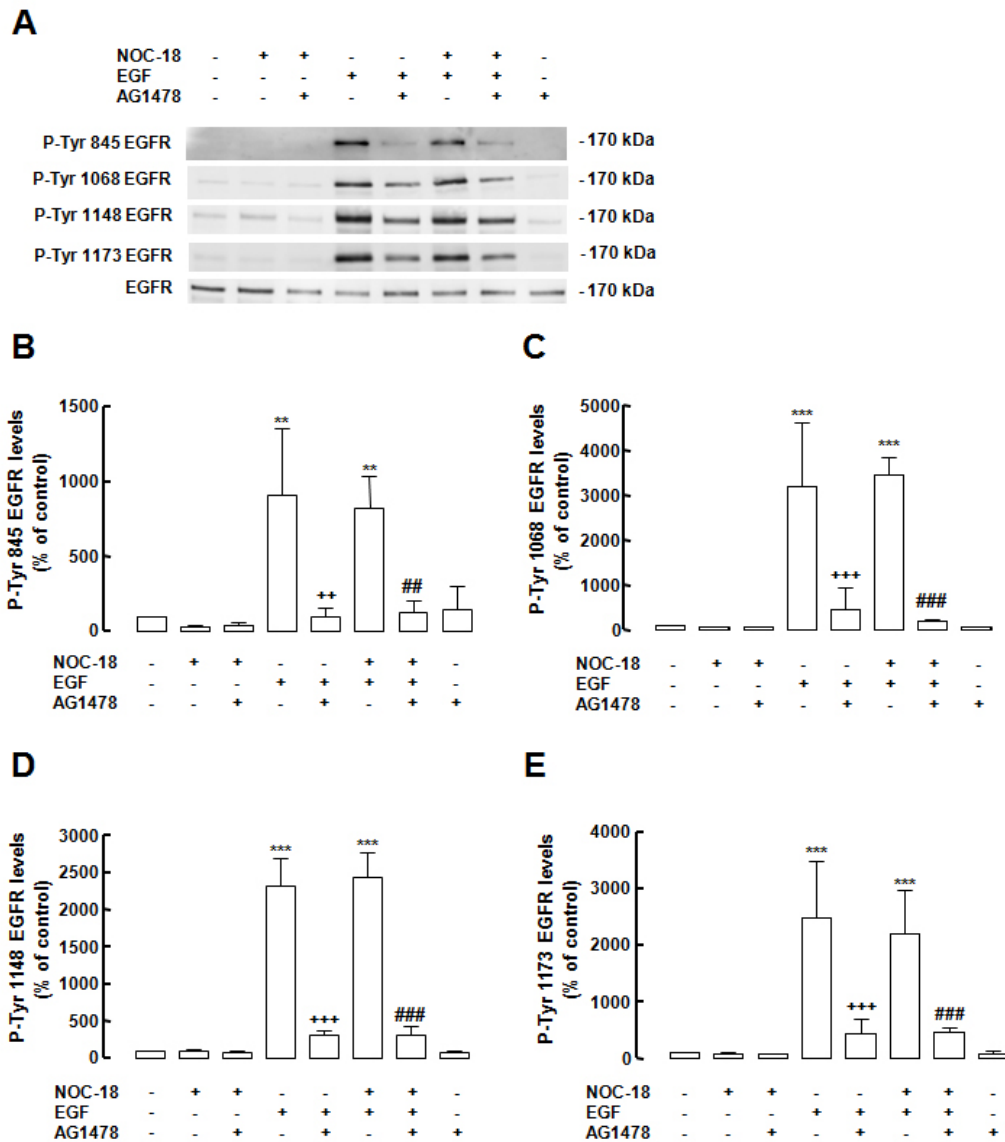 A
NOC-18 - + + - - + + -
EGF - - - + + + + -
AG1478 - - + - + - + +
P-Tyr 845 EGFR - 170 kDa
P-Tyr 1068 EGFR - 170 kDa
P-Tyr 1148 EGFR - 170 kDa
P-Tyr 1173 EGFR - 170 kDa
EGFR - 170 kDa
B
P-Tyr 845 EGFR levels
(% of control)
1500
1000
500
0
**
++
**
##
NOC-18 - + + - - + + -
EGF - - - + + + + -
AG1478 - - + - + - + +
C
P-Tyr 1068 EGFR levels
(% of control)
5000
4000
3000
2000
1000
0
***
+++
***
###
NOC-18 - + + - - + + -
EGF - - - + + + + -
AG1478 - - + - + - + +
D
P-Tyr 1148 EGFR levels
(% of control)
3000
2500
2000
1500
1000
500
0
***
+++
***
###
NOC-18 - + + - - + + -
EGF - - - + + + + -
AG1478 - - + - + - + +
E
P-Tyr 1173 EGFR levels
(% of control)
4000
3000
2000
1000
0
***
+++
***
###
NOC-18 - + + - - + + -
EGF - - - + + + + -
AG1478 - - + - + - + +